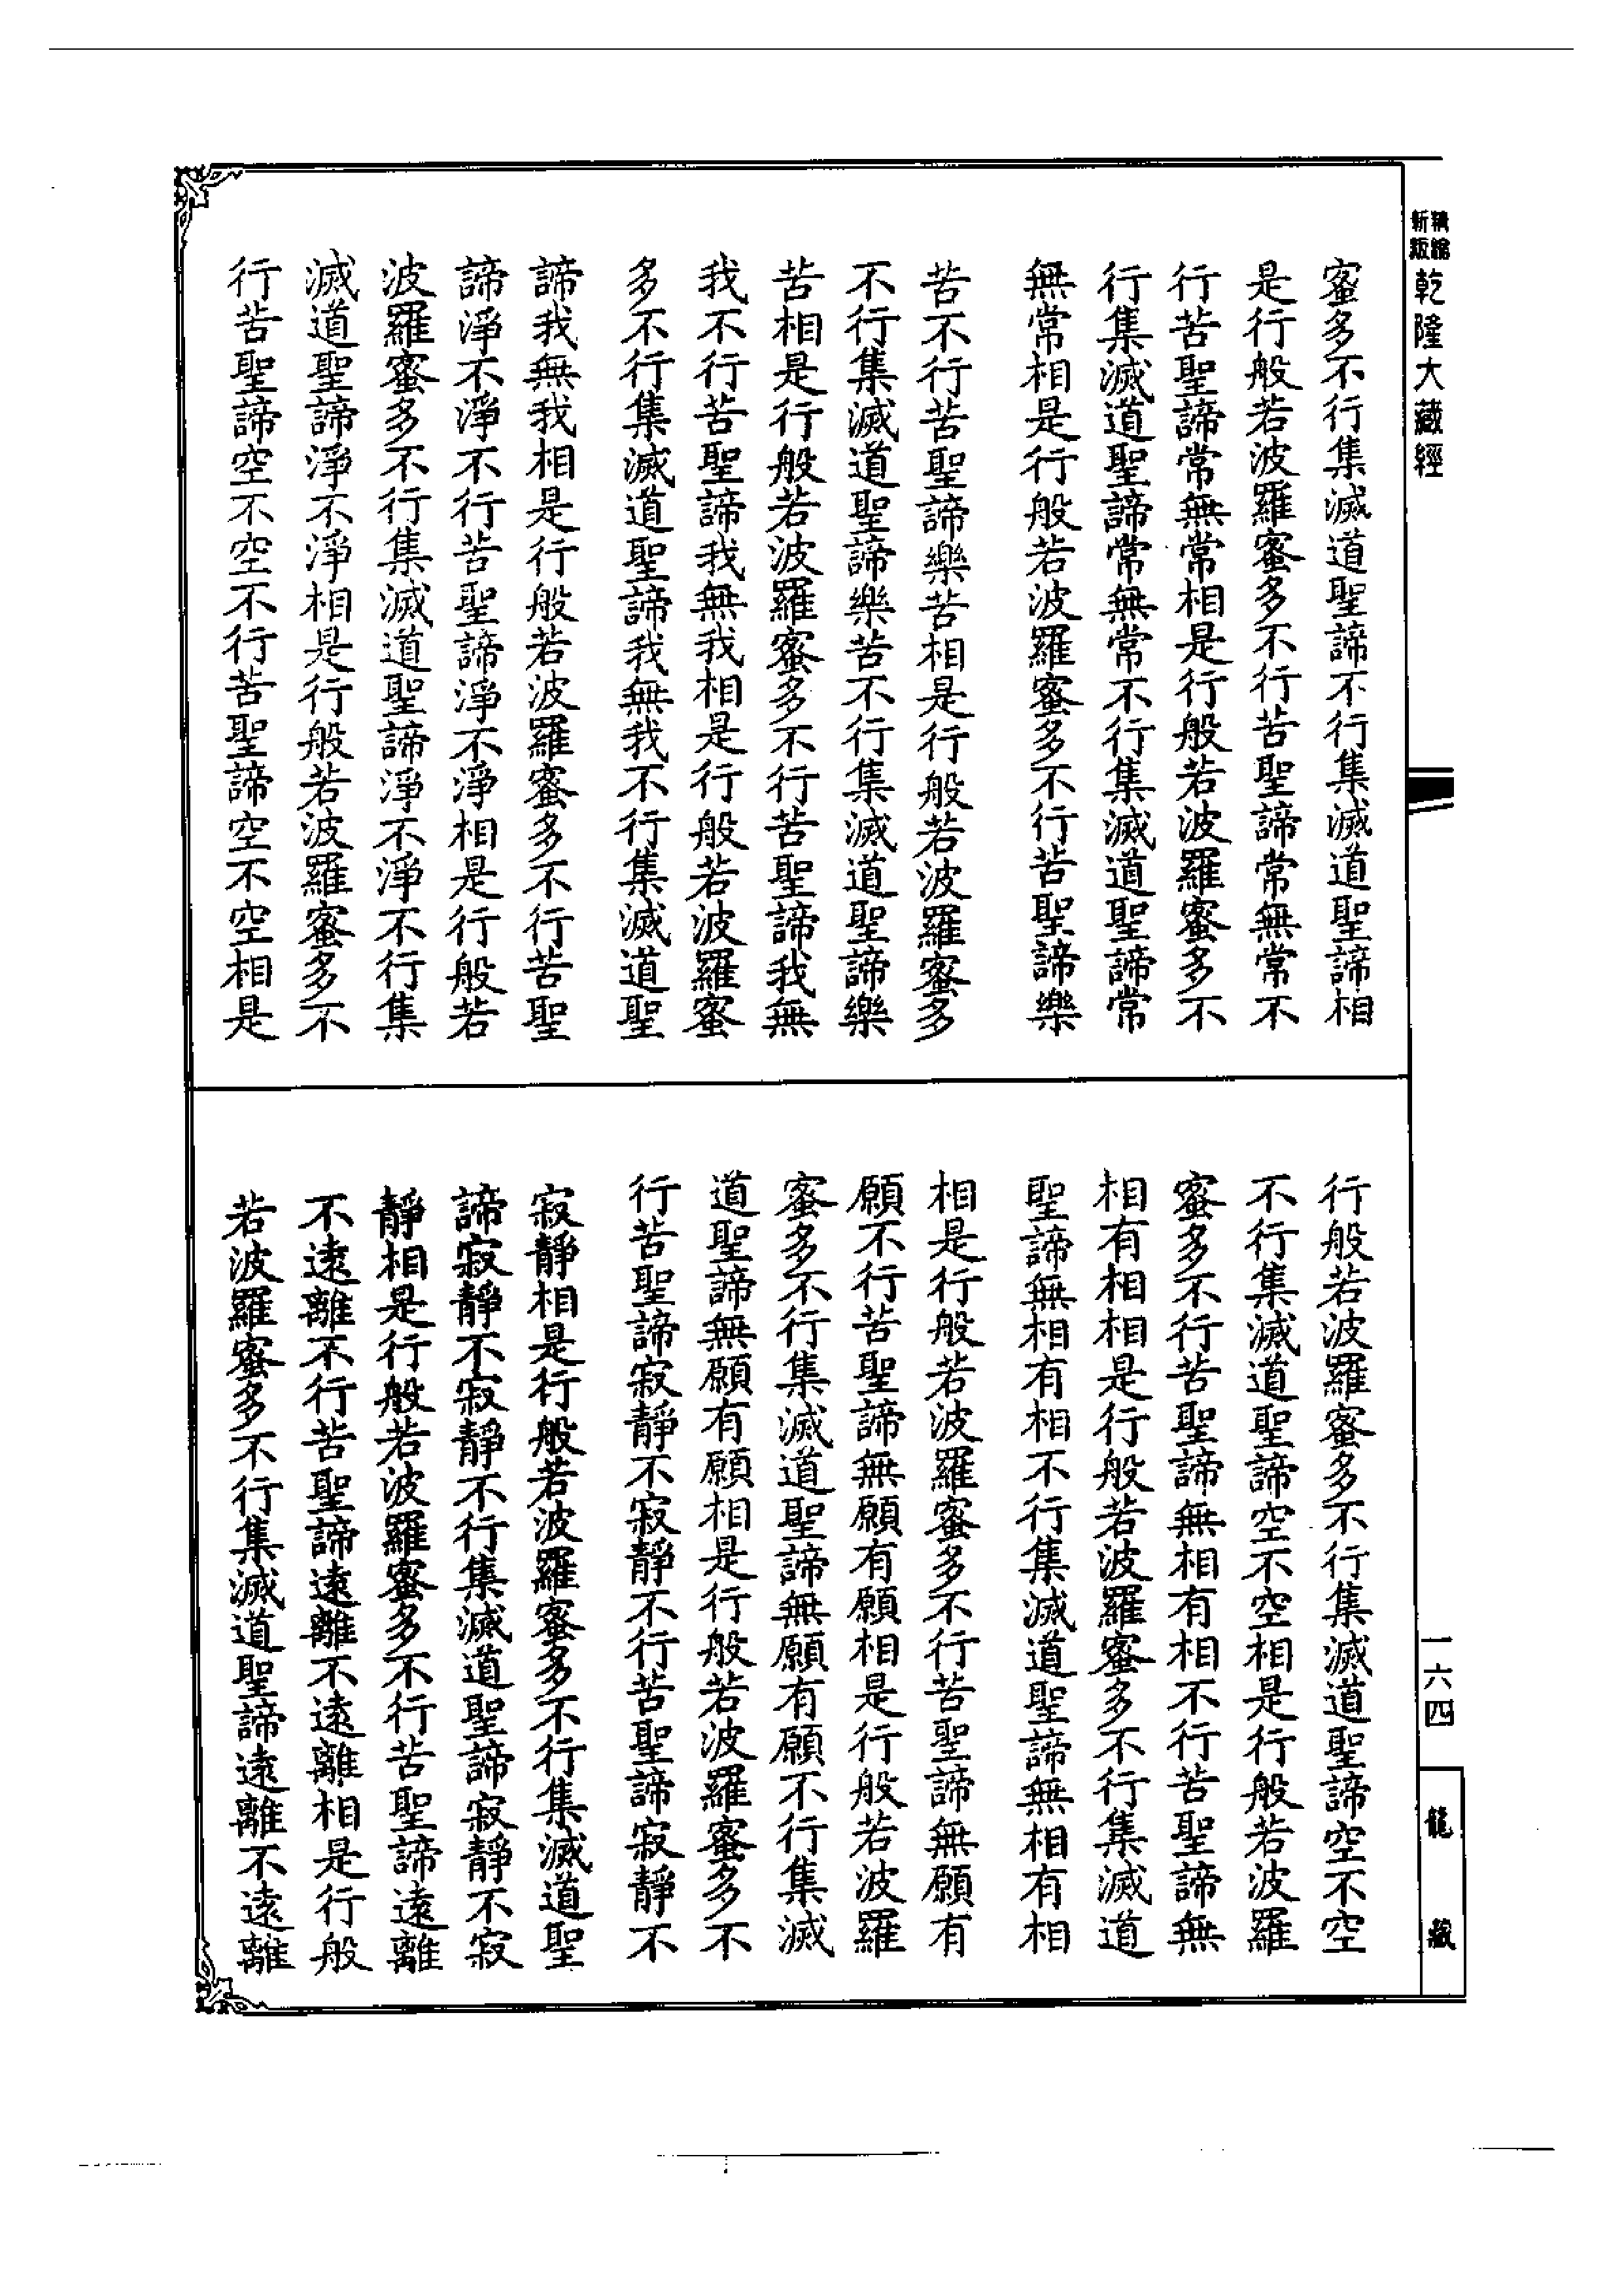 新編
縮版
乾隆大藏經
蜜多不行集滅道聖諦不行集滅道聖諦相
是行般若波羅蜜多不行苦聖諦常無常不
行苦聖諦常無常相是行般若波羅蜜多不
行集滅道聖諦常無常不行集滅道聖諦常
無常相是行般若波羅蜜多不行苦聖諦樂
苦不行苦聖諦樂苦相是行般若波羅蜜多
不行集滅道聖諦樂苦不行集滅道聖諦樂
苦相是行般若波羅蜜多不行苦聖諦我無
我不行苦聖諦我無我相是行般若波羅蜜
多不行集滅道聖諦我無我不行集滅道聖
諦我無我相是行般若波羅蜜多不行苦聖
諦淨不淨不行苦聖諦淨不淨相是行般若
波羅蜜多不行集滅道聖諦淨不淨不行集
滅道聖諦淨不淨相是行般若波羅蜜多不
行苦聖諦空不空不行苦聖諦空不空相是
行般若波羅蜜多不行集滅道聖諦空不空
不行集滅道聖諦空不空相是行般若波羅
蜜多不行苦聖諦無相有相不行苦聖諦無
相有相相是行般若波羅蜜多不行集滅道
聖諦無相有相不行集滅道聖諦無相有相
相是行般若波羅蜜多不行苦聖諦無願有
願不行苦聖諦無願有願相是行般若波羅
蜜多不行集滅道聖諦無願有願不行集滅
道聖諦無願有願相是行般若波羅蜜多不
行苦聖諦寂靜不寂靜不行苦聖諦寂靜不
寂靜相是行般若波羅蜜多不行集滅道聖
諦寂靜不寂靜不行集滅道聖諦寂靜不寂
靜相是行般若波羅蜜多不行苦聖諦遠離
不遠離不行苦聖諦遠離不遠離相是行般
若波羅蜜多不行集滅道聖諦遠離不遠離
一六四
龍藏